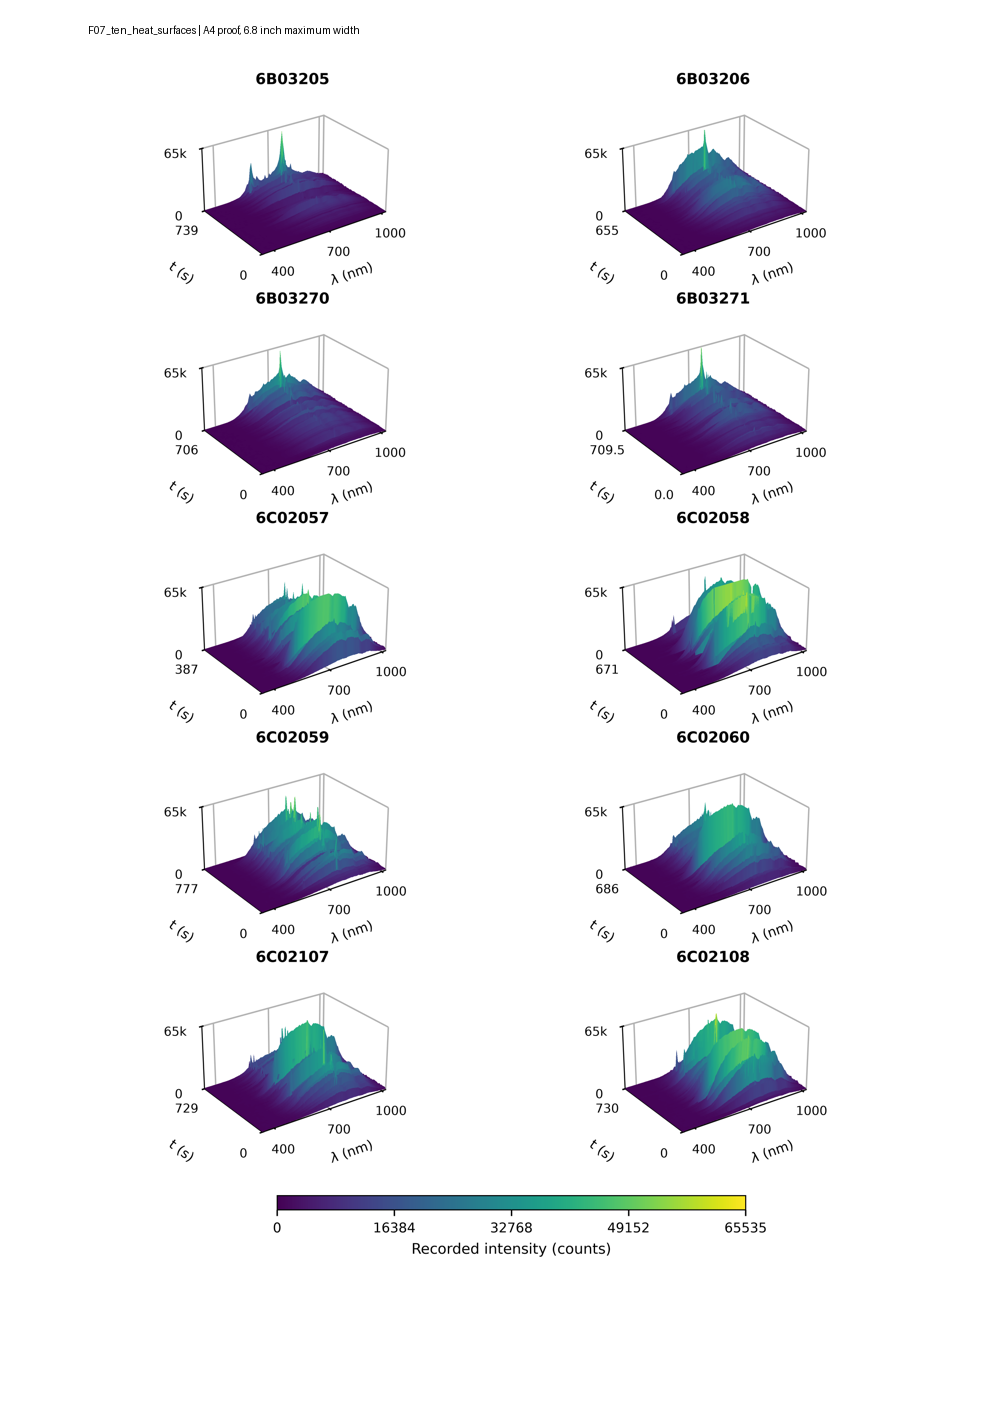 F07_ten_heat_surfaces | A4 proof, 6.8 inch maximum width
6B03205
65k
0
739
t (s)
0
400
700
1000
λ (nm)
6B03206
65k
0
655
t (s)
0
400
700
1000
λ (nm)
6B03270
65k
0
706
t (s)
0
400
700
1000
λ (nm)
6B03271
65k
0
709.5
t (s)
0.0
400
700
1000
λ (nm)
6C02057
65k
0
387
t (s)
0
400
700
1000
λ (nm)
6C02058
65k
0
671
t (s)
0
400
700
1000
λ (nm)
6C02059
65k
0
777
t (s)
0
400
700
1000
λ (nm)
6C02060
65k
0
686
t (s)
0
400
700
1000
λ (nm)
6C02107
65k
0
729
t (s)
0
400
700
1000
λ (nm)
6C02108
65k
0
730
t (s)
0
400
700
1000
λ (nm)
0 16384 32768 49152 65535
Recorded intensity (counts)